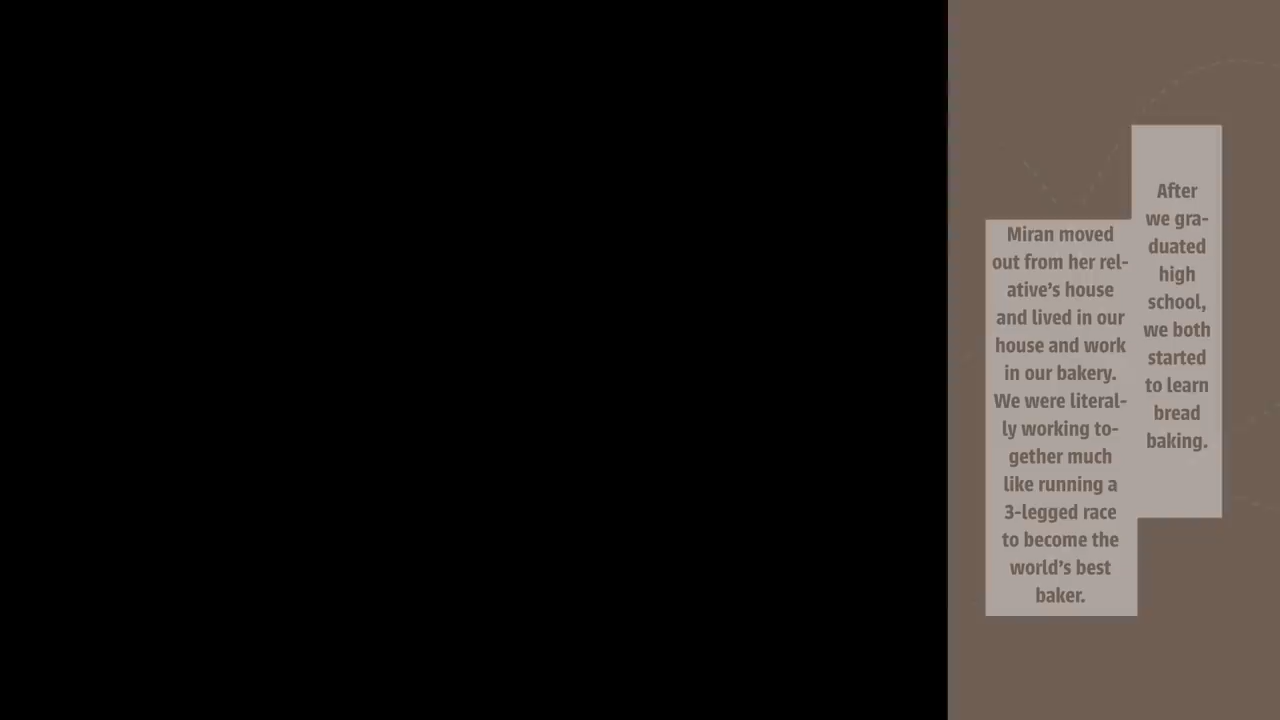 After
we gra-
duated
high
school,
we both
started
to learn
bread
baking.
Miran moved
out from her rel-
ative's house
and lived in our
house and work
in our bakery.
We were literal-
ly working to-
gether much
like running a
3-legged race
to become the
world's best
baker.